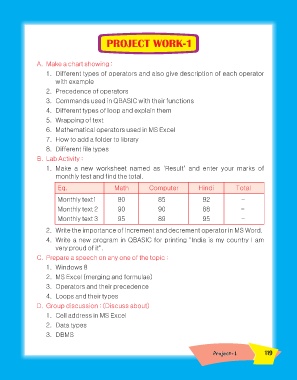 PROJECT WORK-1
A. Make a chart showing :
1. Different types of operators and also give description of each operator
with example
2. Precedence of operators
3. Commands used in QBASIC with their functions
4. Different types of loop and explain them
5. Wrapping of text
6. Mathematical operators used in MS Excel
7. How to add a folder to library
8. Different file types
B. Lab Activity :
1. Make a new worksheet named as 'Result' and enter your marks of
monthly test and find the total.
Eg. Math Computer Hindi Total
Monthly text1 80 85 92 –
Monthly text 2 90 90 88 –
Monthly text 3 95 89 95 –
2. Write the importance of increment and decrement operator in MS Word.
4. Write a new program in QBASIC for printing "India is my country I am
very proud of it".
C. Prepare a speech on any one of the topic :
1. Windows 8
2. MS Excel (merging and formulae)
3. Operators and their precedence
4. Loops and their types
D. Group discussion : (Discuss about)
1. Cell address in MS Excel
2. Data types
3. DBMS
Project-1 119